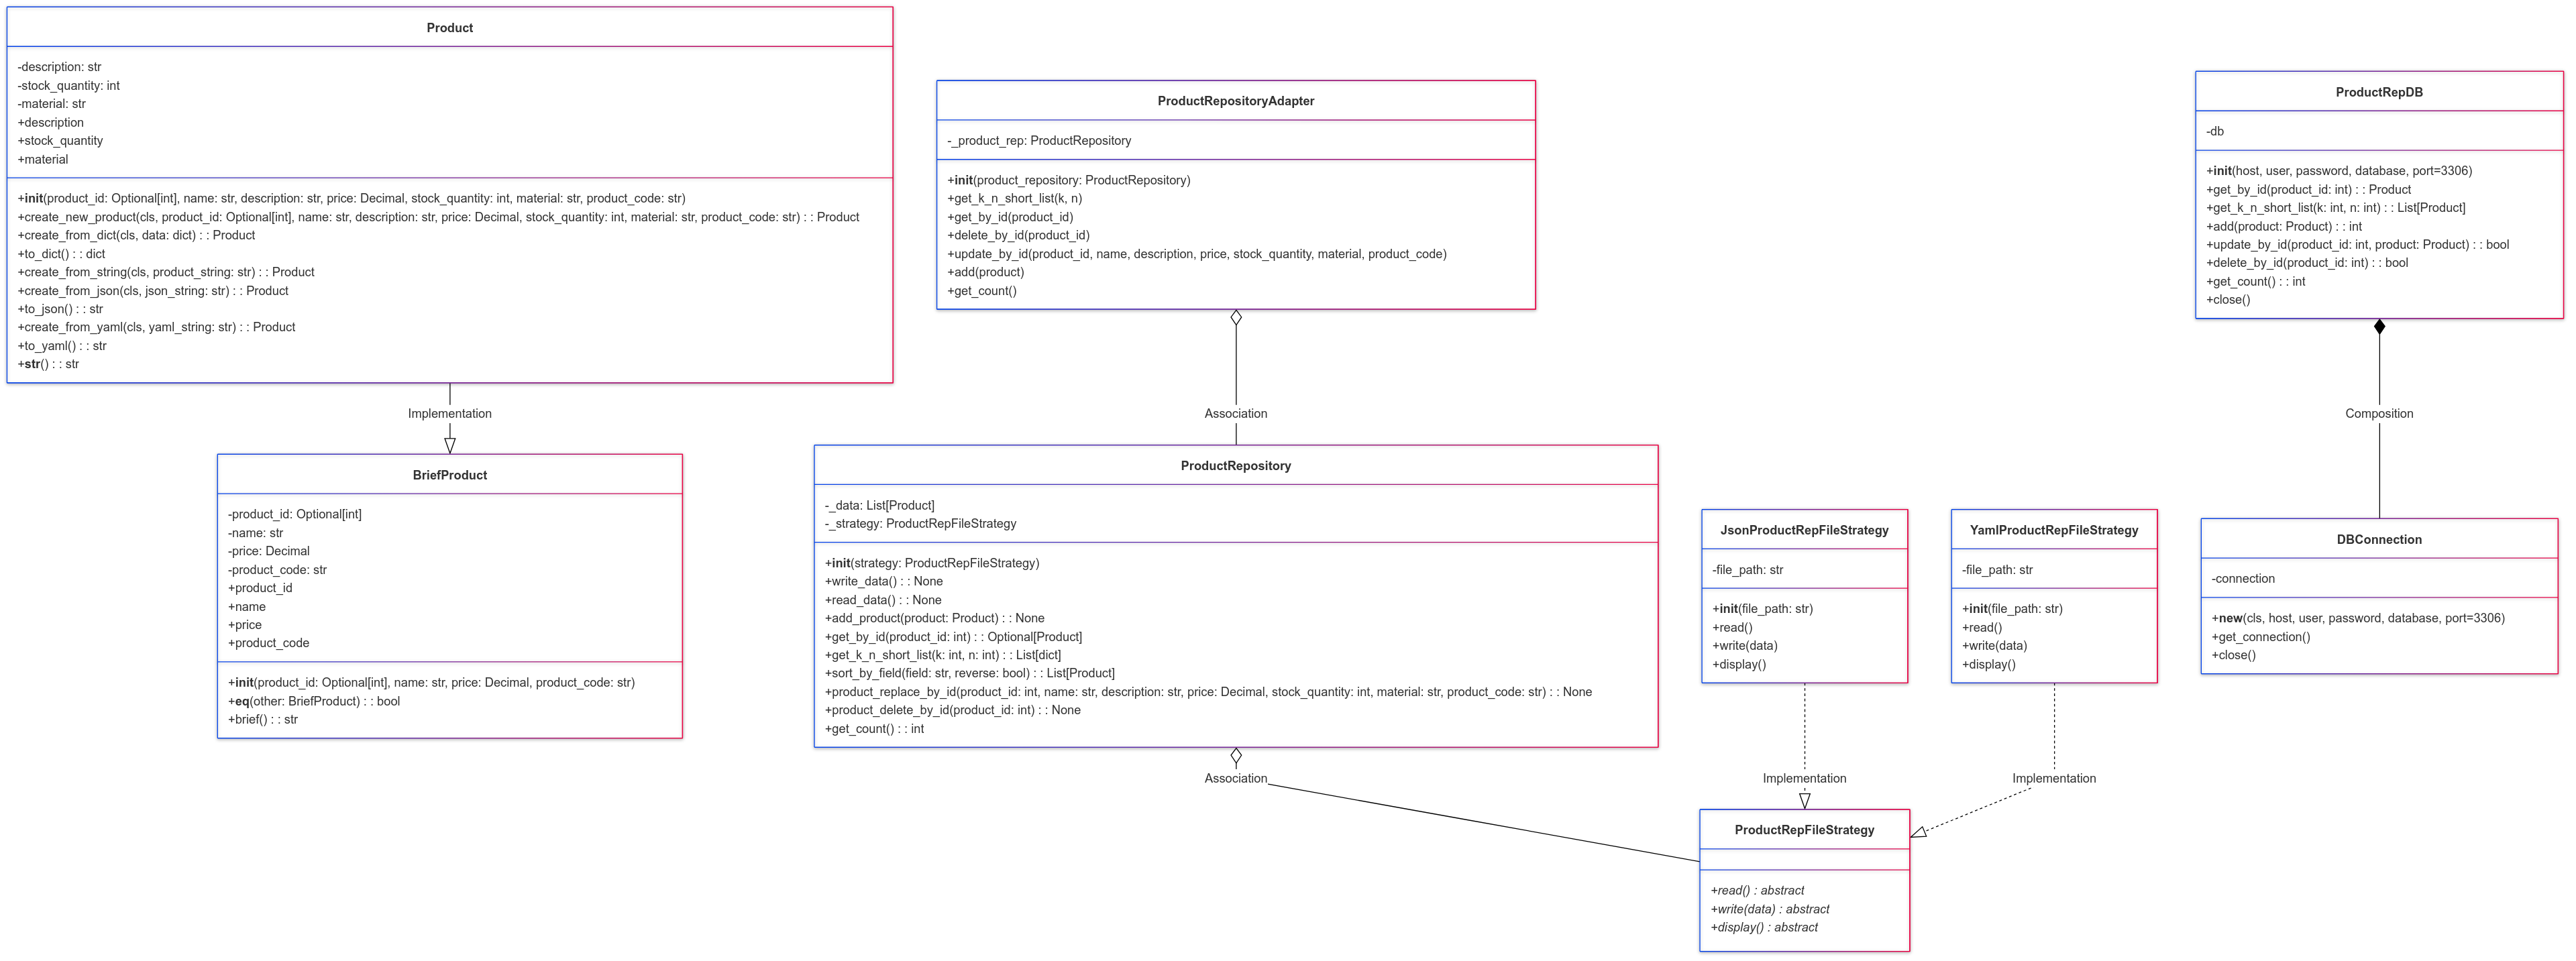 Product
-description: str
-stock_quantity: int
-material: str
+description
+stock_quantity
+material
+init(product_id: Optional[int], name: str, description: str, price: Decimal, stock_quantity: int, material: str, product_code: str)
+create_new_product(cls, product_id: Optional[int], name: str, description: str, price: Decimal, stock_quantity: int, material: str, product_code: str) : : Product
+create_from_dict(cls, data: dict) : : Product
+to_dict() : : dict
+create_from_string(cls, product_string: str) : : Product
+create_from_json(cls, json_string: str) : : Product
+to_json() : : str
+create_from_yaml(cls, yaml_string: str) : : Product
+to_yaml() : : str
+str() : : str
Implementation
BriefProduct
-product_id: Optional[int]
-name: str
-price: Decimal
-product_code: str
+product_id
+name
+price
+product_code
+init(product_id: Optional[int], name: str, price: Decimal, product_code: str)
+eq(other: BriefProduct) : : bool
+brief() : : str
ProductRepositoryAdapter
-_product_rep: ProductRepository
+init(product_repository: ProductRepository)
+get_k_n_short_list(k, n)
+get_by_id(product_id)
+delete_by_id(product_id)
+update_by_id(product_id, name, description, price, stock_quantity, material, product_code)
+add(product)
+get_count()
Association
ProductRepository
-_data: List[Product]
-_strategy: ProductRepFileStrategy
+init(strategy: ProductRepFileStrategy)
+write_data() : : None
+read_data() : : None
+add_product(product: Product) : : None
+get_by_id(product_id: int) : : Optional[Product]
+get_k_n_short_list(k: int, n: int) : : List[dict]
+sort_by_field(field: str, reverse: bool) : : List[Product]
+product_replace_by_id(product_id: int, name: str, description: str, price: Decimal, stock_quantity: int, material: str, product_code: str) : : None
+product_delete_by_id(product_id: int) : : None
+get_count() : : int
Association
JsonProductRepFileStrategy
-file_path: str
+init(file_path: str)
+read()
+write(data)
+display()
Implementation
YamlProductRepFileStrategy
-file_path: str
+init(file_path: str)
+read()
+write(data)
+display()
Implementation
ProductRepFileStrategy
+read() : abstract
+write(data) : abstract
+display() : abstract
ProductRepDB
-db
+init(host, user, password, database, port=3306)
+get_by_id(product_id: int) : : Product
+get_k_n_short_list(k: int, n: int) : : List[Product]
+add(product: Product) : : int
+update_by_id(product_id: int, product: Product) : : bool
+delete_by_id(product_id: int) : : bool
+get_count() : : int
+close()
Composition
DBConnection
-connection
+new(cls, host, user, password, database, port=3306)
+get_connection()
+close()